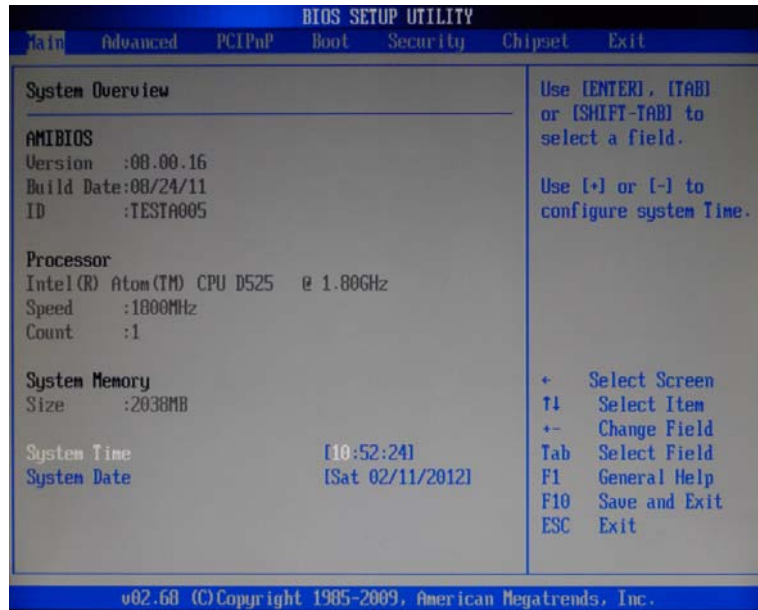 BIOS SETUP UTILITY
Main Advanced PCIPnP Boot Security Chipset Exit
System Overview
AMIBIOS
Version :08.00.16
Build Date:08/24/11
ID :TESTA005
Processor
Intel(R) Atom(TM) CPU D525 @ 1.80GHz
Speed :1800MHz
Count :1
System Memory
Size :2038MB
System Time [10:52:24]
System Date [Sat 02/11/2012]
Use [ENTER], [TAB]
or [SHIFT-TAB] to
select a field.
Use [+] or [-] to
configure system Time.
← Select Screen
↑↓ Select Item
+- Change Field
Tab Select Field
F1 General Help
F10 Save and Exit
ESC Exit
v02.68 (C)Copyright 1985-2009, American Megatrends, Inc.